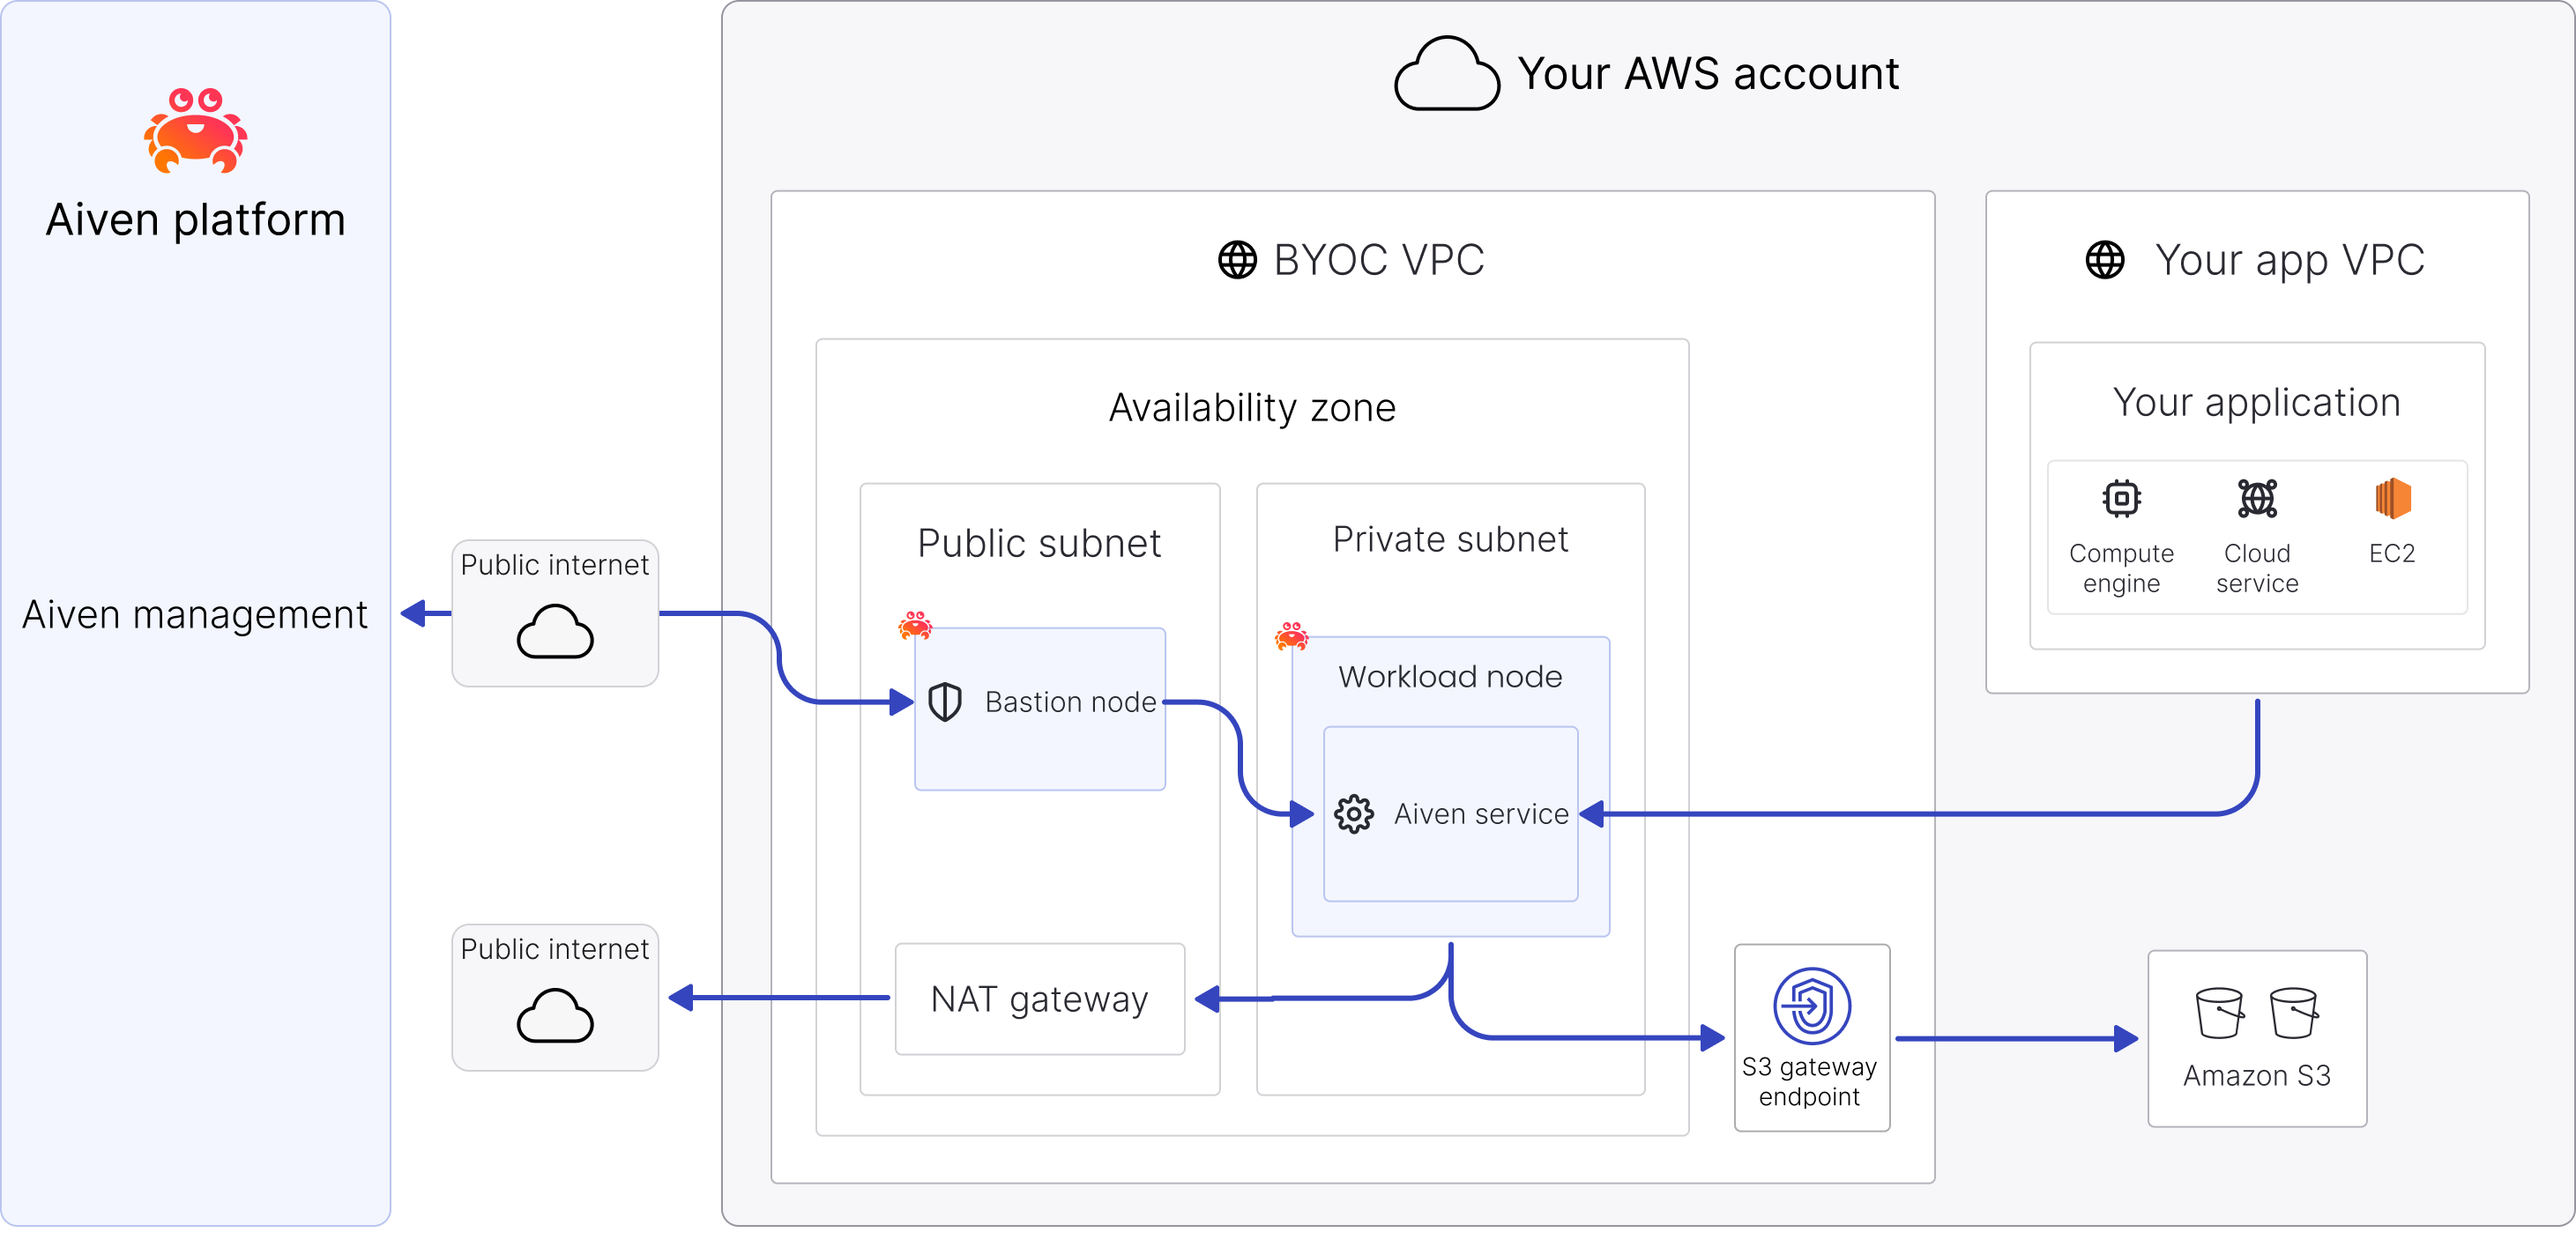 Aiven platform
Aiven management
Public internet
Public internet
Your AWS account
BYOC VPC
Availability zone
Public subnet
Bastion node
NAT gateway
Private subnet
Workload node
Aiven service
S3 gateway
endpoint
Your app VPC
Your application
Compute
engine
Cloud
service
EC2
Amazon S3